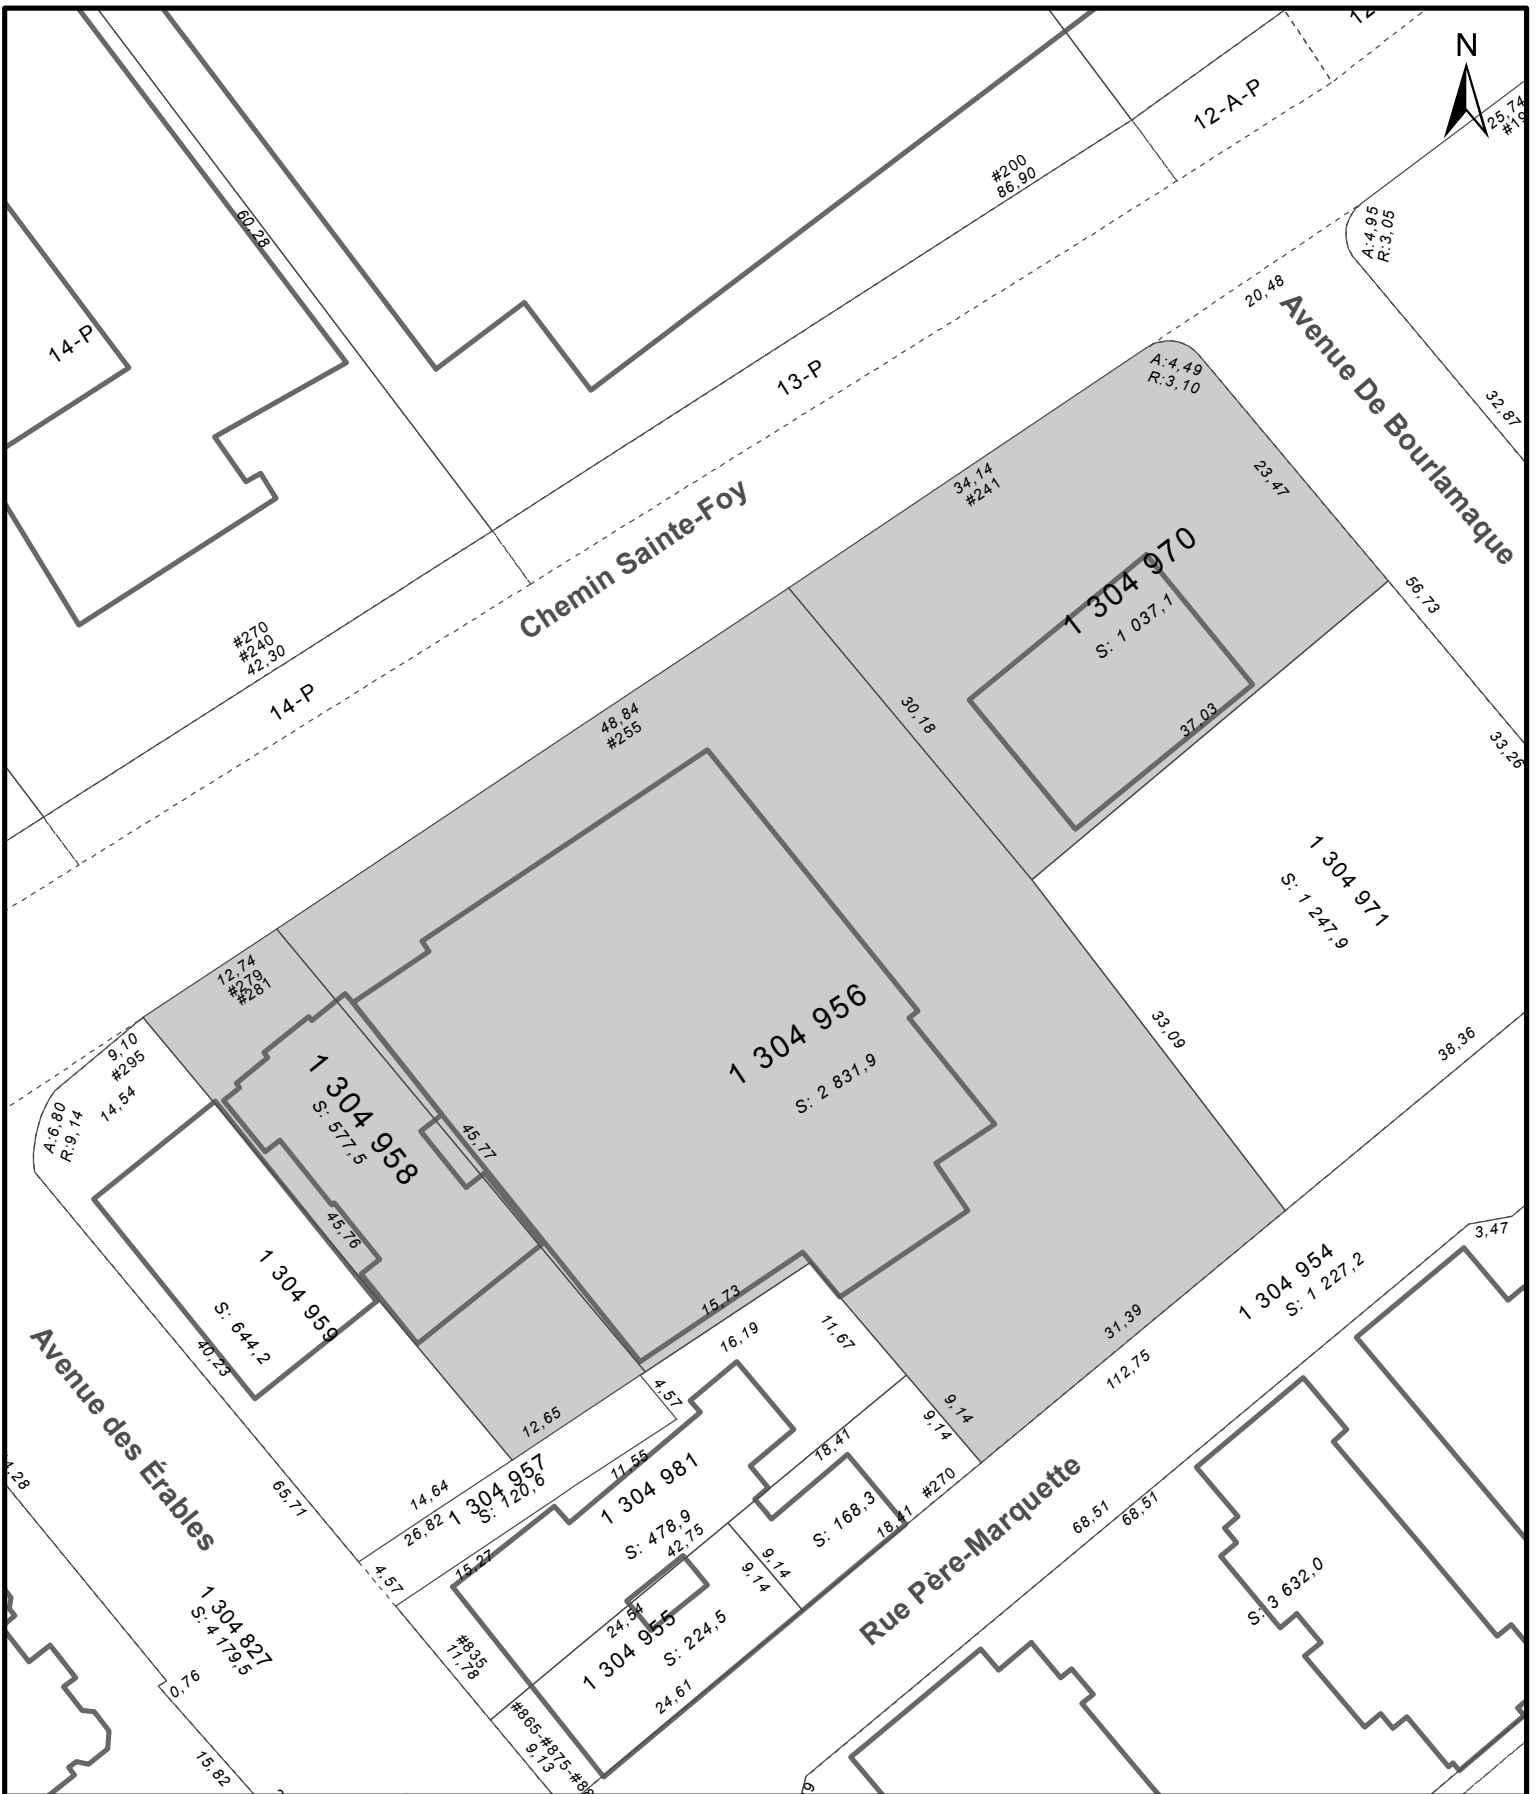 N
12-A-P
25,74
#200
86,90
A:4,95
R:3,05
60,28
20,48
Avenue De Bourlamaque
14-P
13-P
A:4,49
R:3,10
32,87
34,14
#241
23,47
Chemin Sainte-Foy
1 304 970
S: 1 037,1
56,73
#270
#240
42,30
14-P
48,84
#255
30,18
37,03
33,26
1 304 971
S: 1 247,9
12,74
#279
#281
1 304 956
S: 2 831,9
33,09
38,36
9,10
#295
14,54
A:6,80
R:9,14
1 304 958
S: 577,5
45,77
45,76
3,47
1 304 954
S: 1 227,2
1 304 959
S: 644,2
40,23
15,73
16,19
11,67
31,39
112,75
Avenue des Érables
4,57
9,14
9,14
12,65
18,41
11,55
14,64
1 304 957
S: 120,6
26,82
1 304 981
S: 478,9
42,75
#270
18,41
S: 168,3
Rue Père-Marquette
68,51
68,51
65,71
15,27
4,57
9,14
9,14
S: 3 632,0
1 304 827
S: 4 179,5
24,54
1 304 955
S: 224,5
#835
11,78
24,61
0,76
#865-#875-#88
9,13
15,82